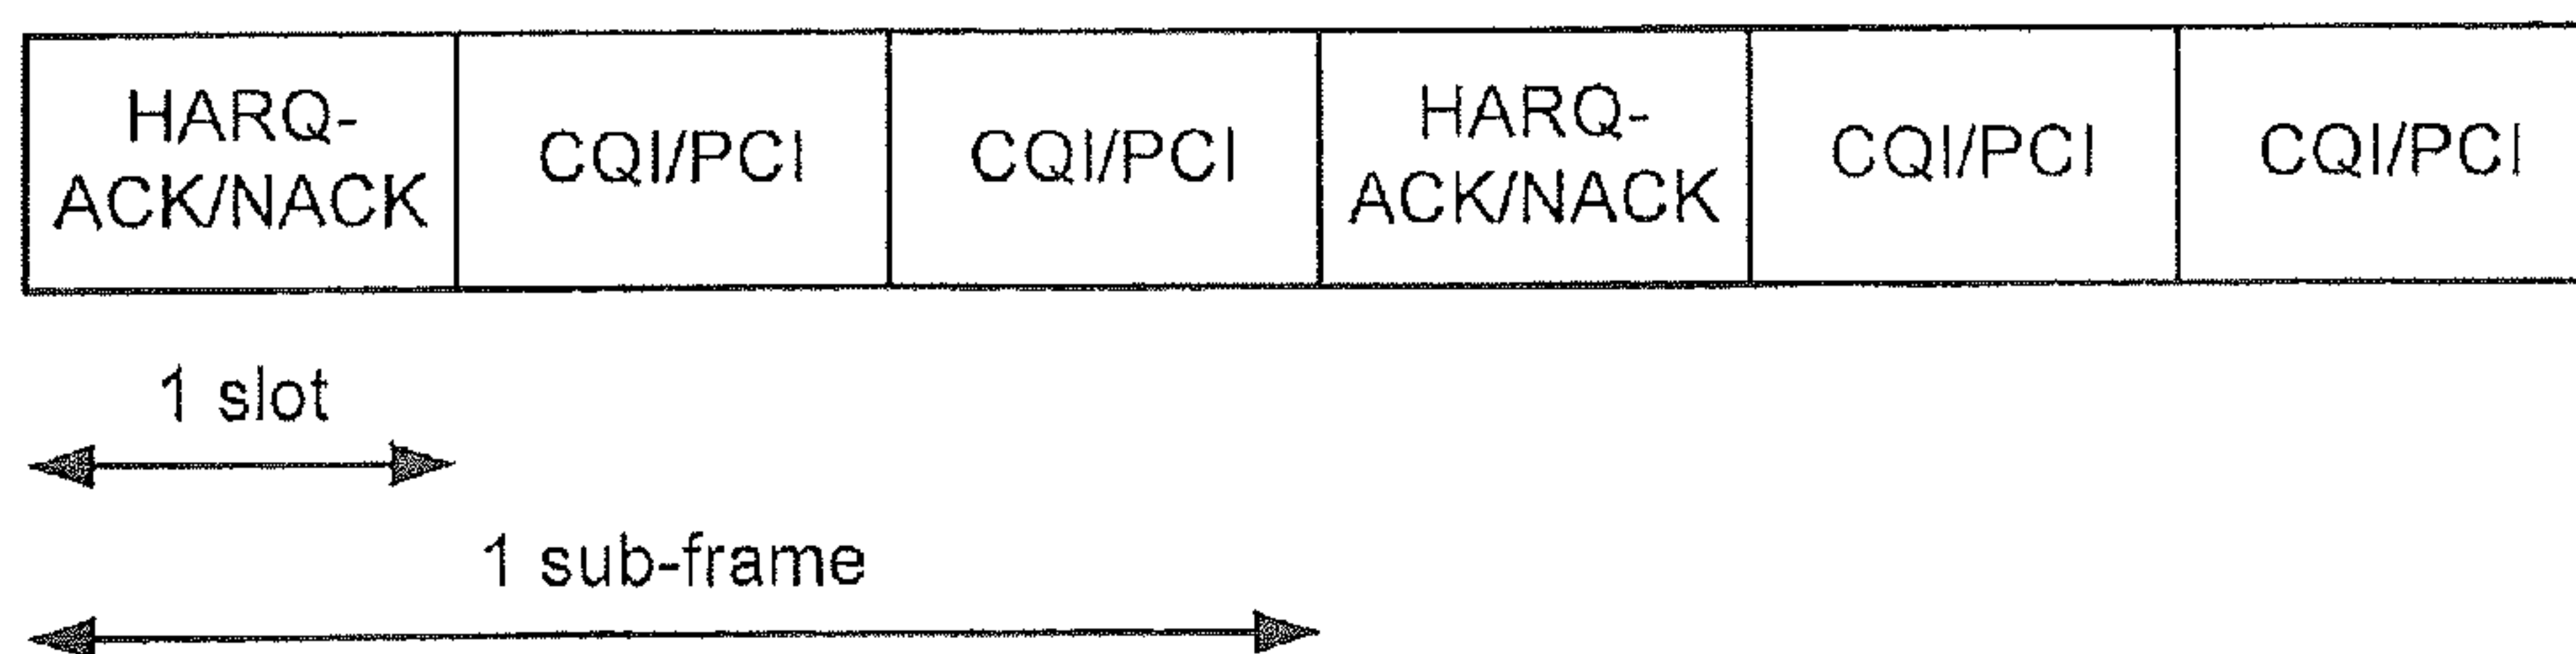 HARQ-
ACK/NACK
CQI/PCI
CQI/PCI
HARQ-
ACK/NACK
CQI/PCI
CQI/PCI
1 slot
1 sub-frame